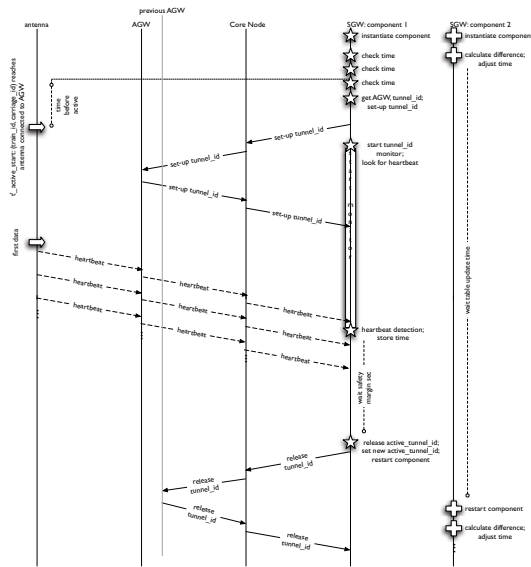 previous AGW
antenna
AGW
Core Node
SGW: component 1
SGW: component 2
instantiate component
instantiate componen
check time
calculate difference;
adjust time
check time
check time
get AGW, tunnel_id;
set-up tunnel_id
t'_active_start: (train_id, carriage_id) reaches
antenna connected to AGW
time
before
active
set-up tunnel_id
start tunnel_id
monitor;
look for heartbeat
set-up tunnel_id
set-up tunnel_id
set-up tunnel_id
first data
wait table update time
heartbeat
heartbeat
heartbeat
heartbeat
heartbeat
heartbeat
heartbeat
heartbeat
heartbeat
heartbeat detection;
store time
wait safety
margin sec
release active_tunnel_id;
set new active_tunnel_id;
restart component
release
tunnel_id
release
tunnel_id
release
tunnel_id
release
tunnel_id
restart component
calculate difference;
adjust time